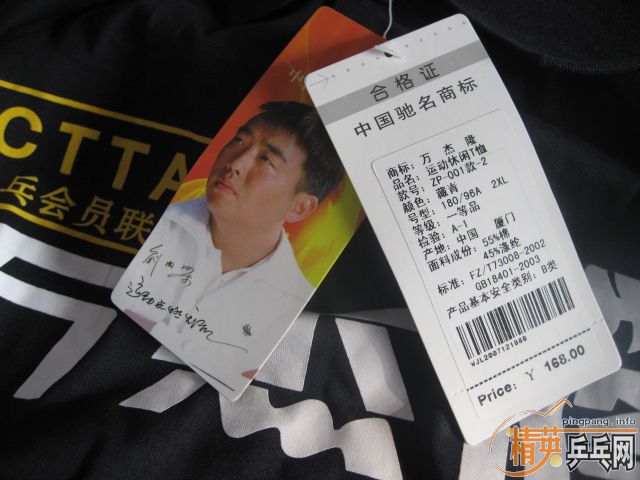 CTTA
乒会员联
合格证
中国驰名商标
商标: 万 杰 隆
品名: 运动休闲T恤
款号: ZP-001款-2
颜色: 藏青
号型: 180/96A 2XL
等级: 一等品
检验: A-1
产地: 中国 厦门
面料成份: 55%棉
45%涤纶
标准: FZ/T73008-2002
GB18401-2003
产品基本安全类别: B类
WJL2007121800
Price: ¥ 168.00
pingpang.info
精英乒乓网